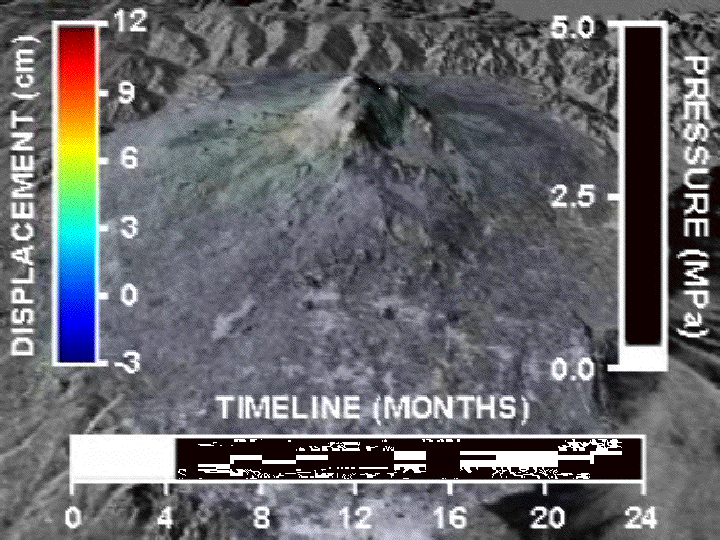 DISPLACEMENT (cm)
12
9
6
3
0
-3
5.0
2.5
0.0
PRESSURE (MPa)
TIMELINE (MONTHS)
0 4 8 12 16 20 24